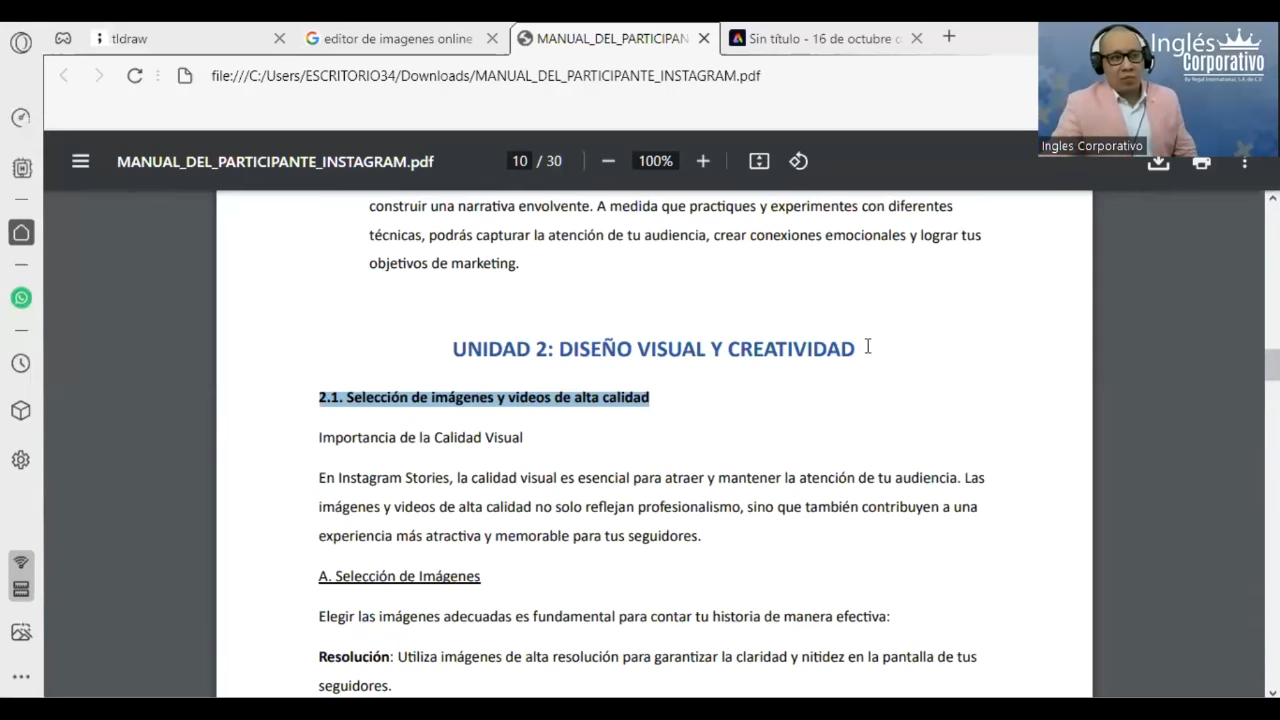 tldraw
editor de imagenes online
MANUAL_DEL_PARTICIPAN
Sin título - 16 de octubre
file:///C:/Users/ESCRITORIO34/Downloads/MANUAL_DEL_PARTICIPANTE_INSTAGRAM.pdf
Inglés
Corporativo
By Regal International, S.A. de C.V.
Ingles Corporativo
MANUAL_DEL_PARTICIPANTE_INSTAGRAM.pdf
10 / 30
100%
construir una narrativa envolvente. A medida que practiques y experimentes con diferentes
técnicas, podrás capturar la atención de tu audiencia, crear conexiones emocionales y lograr tus
objetivos de marketing.
UNIDAD 2: DISEÑO VISUAL Y CREATIVIDAD
2.1. Selección de imágenes y videos de alta calidad
Importancia de la Calidad Visual
En Instagram Stories, la calidad visual es esencial para atraer y mantener la atención de tu audiencia. Las
imágenes y videos de alta calidad no solo reflejan profesionalismo, sino que también contribuyen a una
experiencia más atractiva y memorable para tus seguidores.
A. Selección de Imágenes
Elegir las imágenes adecuadas es fundamental para contar tu historia de manera efectiva:
Resolución: Utiliza imágenes de alta resolución para garantizar la claridad y nitidez en la pantalla de tus
seguidores.